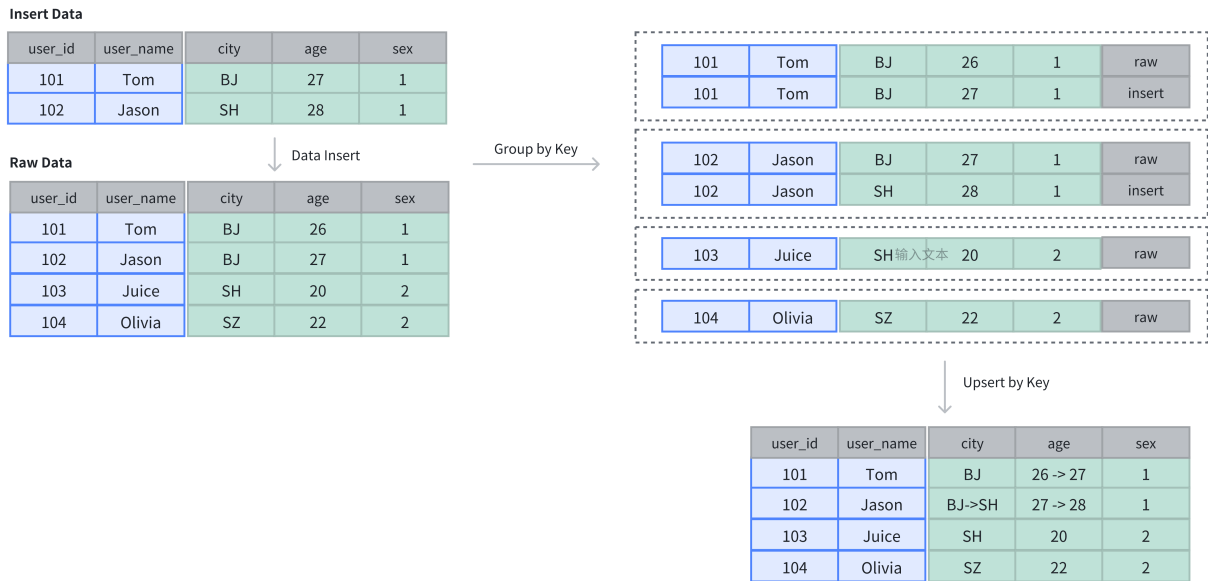 Insert Data
user_id user_name city age sex
101 Tom BJ 27 1
102 Jason SH 28 1
Data Insert
Raw Data
user_id user_name city age sex
101 Tom BJ 26 1
102 Jason BJ 27 1
103 Juice SH 20 2
104 Olivia SZ 22 2
Group by Key
101 Tom BJ 26 1 raw
101 Tom BJ 27 1 insert
102 Jason BJ 27 1 raw
102 Jason SH 28 1 insert
103 Juice SH 输入文本 20 2 raw
104 Olivia SZ 22 2 raw
Upsert by Key
user_id user_name city age sex
101 Tom BJ 26 -> 27 1
102 Jason BJ->SH 27 -> 28 1
103 Juice SH 20 2
104 Olivia SZ 22 2